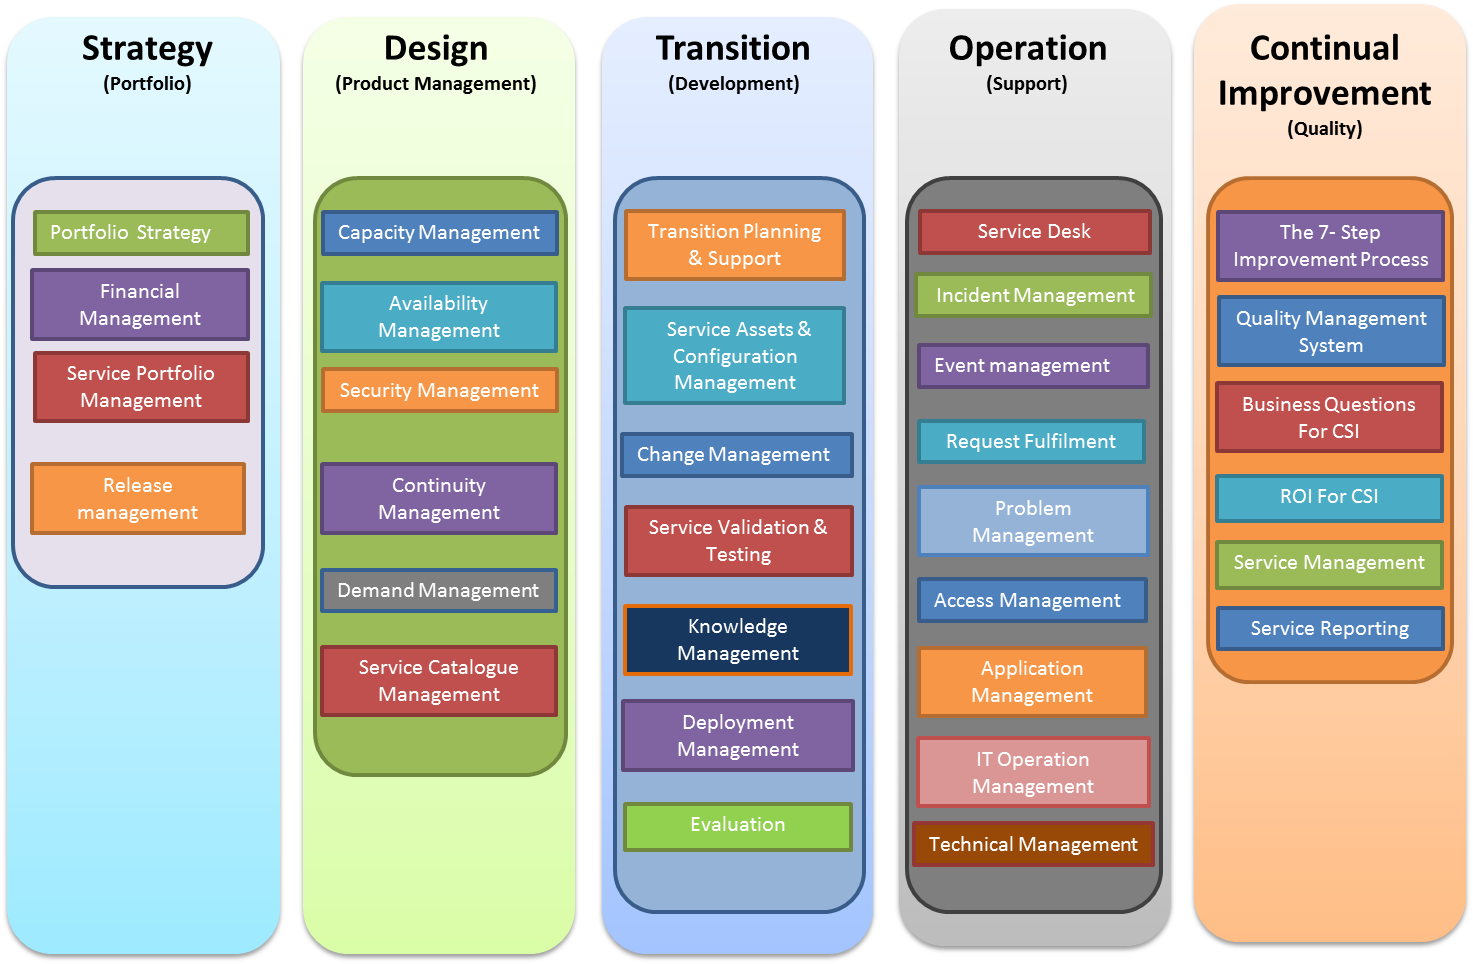 Strategy
(Portfolio)
Portfolio Strategy
Financial
Management
Service Portfolio
Management
Release
management
Design
(Product Management)
Capacity Management
Availability
Management
Security Management
Continuity
Management
Demand Management
Service Catalogue
Management
Transition
(Development)
Transition Planning
& Support
Service Assets &
Configuration
Management
Change Management
Service Validation &
Testing
Knowledge
Management
Deployment
Management
Evaluation
Operation
(Support)
Service Desk
Incident Management
Event management
Request Fulfilment
Problem
Management
Access Management
Application
Management
IT Operation
Management
Technical Management
Continual
Improvement
(Quality)
The 7- Step
Improvement Process
Quality Management
System
Business Questions
For CSI
ROI For CSI
Service Management
Service Reporting